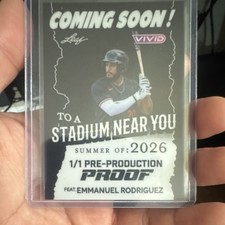 COMING SOON!
Leaf
VIVID
TO A
STADIUM NEAR YOU
SUMMER OF: 2026
1/1 PRE-PRODUCTION
PROOF
FEAT. EMMANUEL RODRIGUEZ